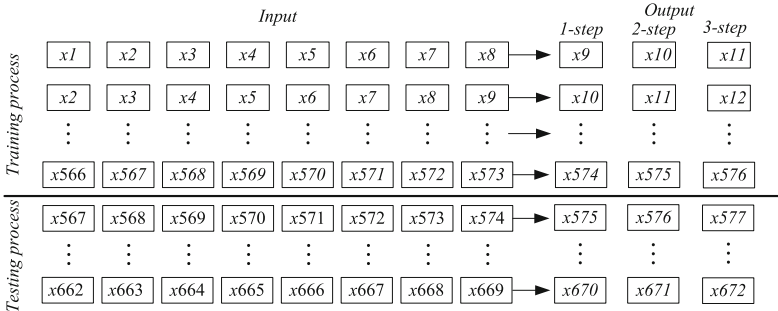 Input
Output
1-step 2-step 3-step
Training process
x1 x2 x3 x4 x5 x6 x7 x8 x9 x10 x11
x2 x3 x4 x5 x6 x7 x8 x9 x10 x11 x12
x566 x567 x568 x569 x570 x571 x572 x573 x574 x575 x576
Testing process
x567 x568 x569 x570 x571 x572 x573 x574 x575 x576 x577
x662 x663 x664 x665 x666 x667 x668 x669 x670 x671 x672